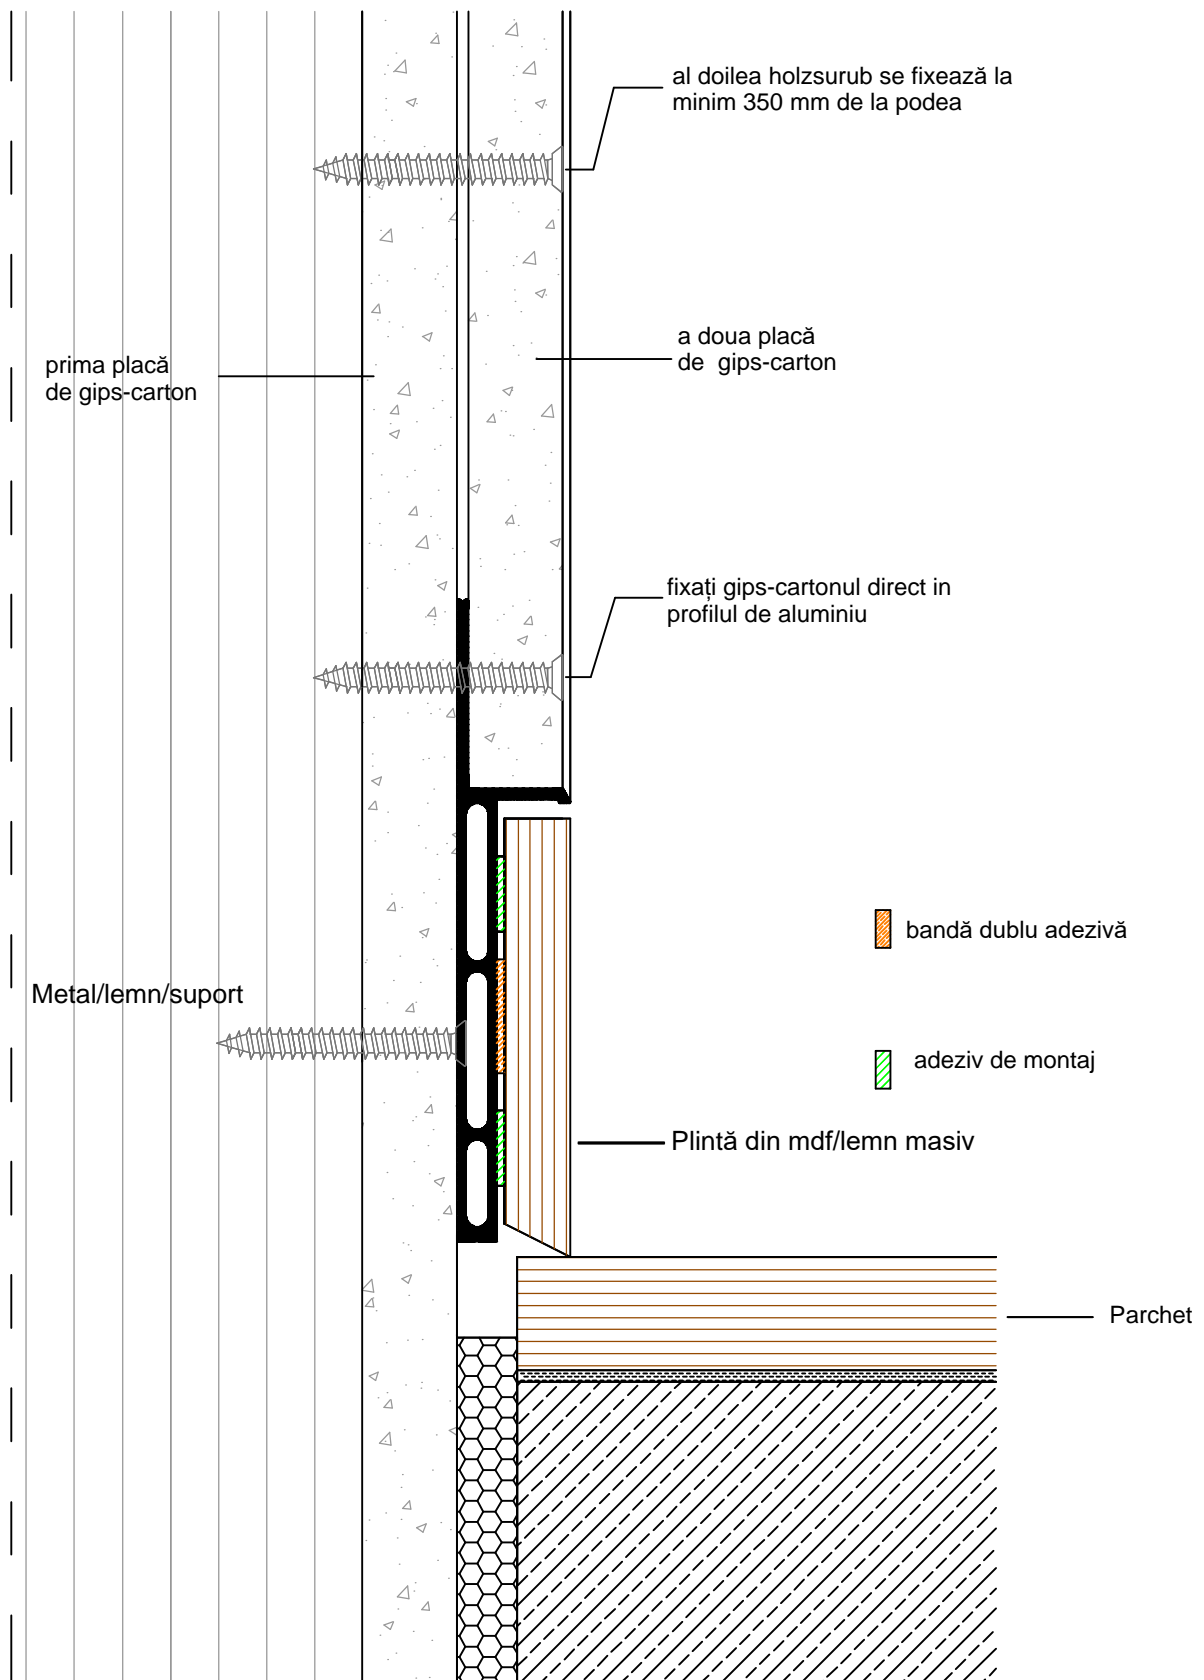 al doilea holzsurub se fixează la
minim 350 mm de la podea
a doua placă
de  gips-carton
prima placă
de gips-carton
fixați gips-cartonul direct in
profilul de aluminiu
bandă dublu adezivă
Metal/lemn/suport
adeziv de montaj
Plintă din mdf/lemn masiv
Parchet